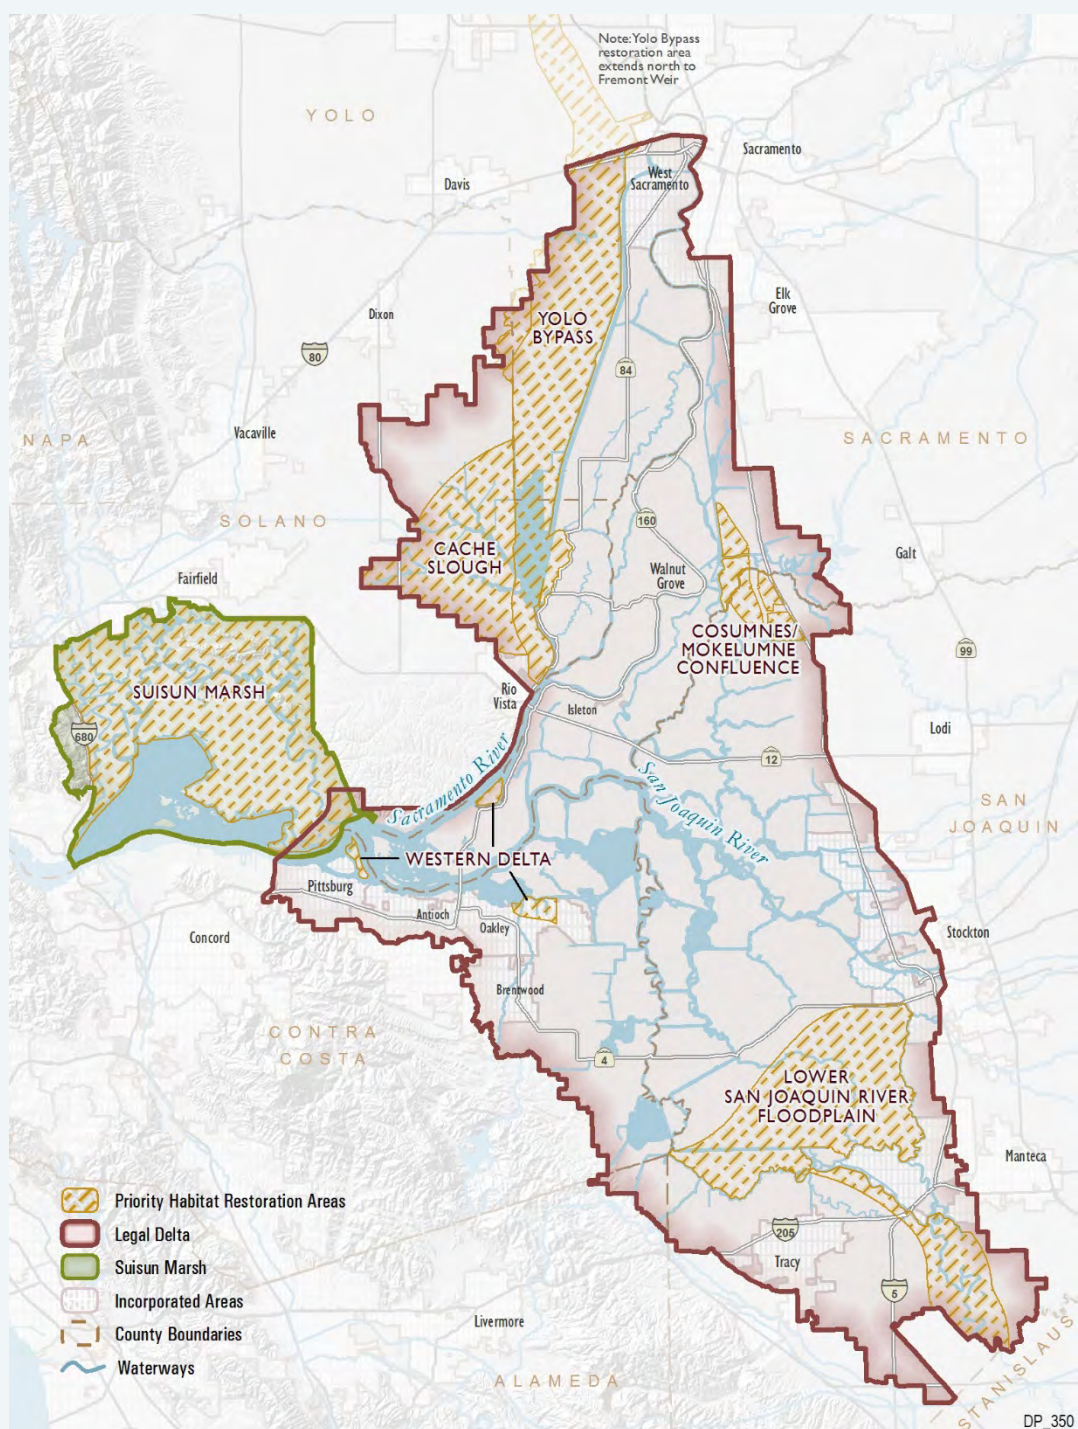 Note: Yolo Bypass
restoration area
extends north to
Fremont Weir
YOLO
Sacramento
West
Sacramento
Davis
Elk
Grove
Dixon
YOLO
BYPASS
80
84
NAPA
Vacaville
SACRAMENTO
SOLANO
160
CACHE
SLOUGH
Galt
Walnut
Grove
Fairfield
COSUMNES/
MOKELUMNE
CONFLUENCE
99
SUISUN MARSH
Rio
Vista
Isleton
680
Lodi
12
Sacramento River
San Joaquin River
SAN
JOAQUIN
WESTERN DELTA
Pittsburg
Antioch
Oakley
Concord
Stockton
Brentwood
CONTRA
COSTA
4
LOWER
SAN JOAQUIN RIVER
FLOODPLAIN
Manteca
205
Tracy
5
Livermore
ALAMEDA
STANISLAUS
Priority Habitat Restoration Areas
Legal Delta
Suisun Marsh
Incorporated Areas
County Boundaries
Waterways
DP_350